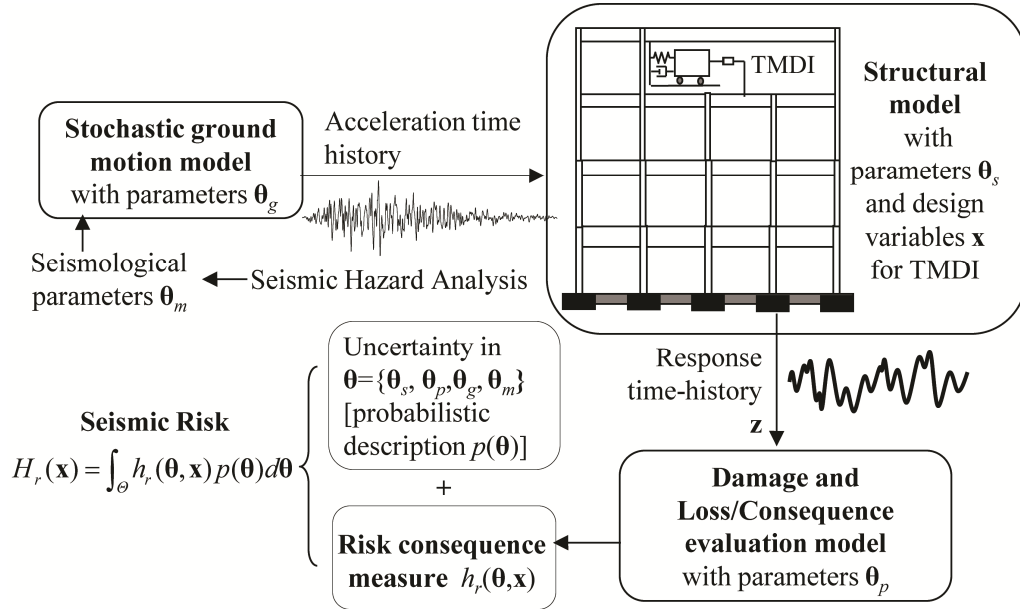 Stochastic ground
motion model
with parameters θg
Acceleration time
history
TMDI
Structural
model
with
parameters θs
and design
variables x
for TMDI
Seismological
parameters θm
Seismic Hazard Analysis
Response
time-history
z
Uncertainty in
θ={θs, θp,θg, θm}
[probabilistic
description p(θ)]
+
Seismic Risk
Hr(x) = ∫Θ hr(θ,x) p(θ)dθ
Risk consequence
measure hr(θ,x)
Damage and
Loss/Consequence
evaluation model
with parameters θp